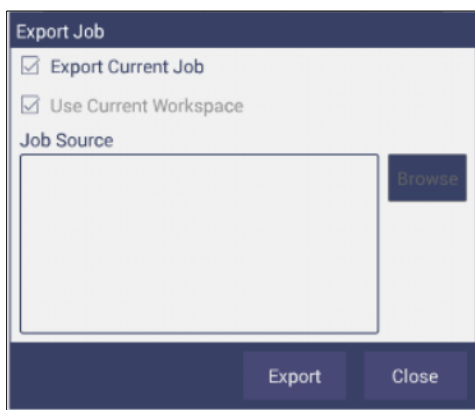 Export Job
Export Current Job
Use Current Workspace
Job Source
Browse
Export Close